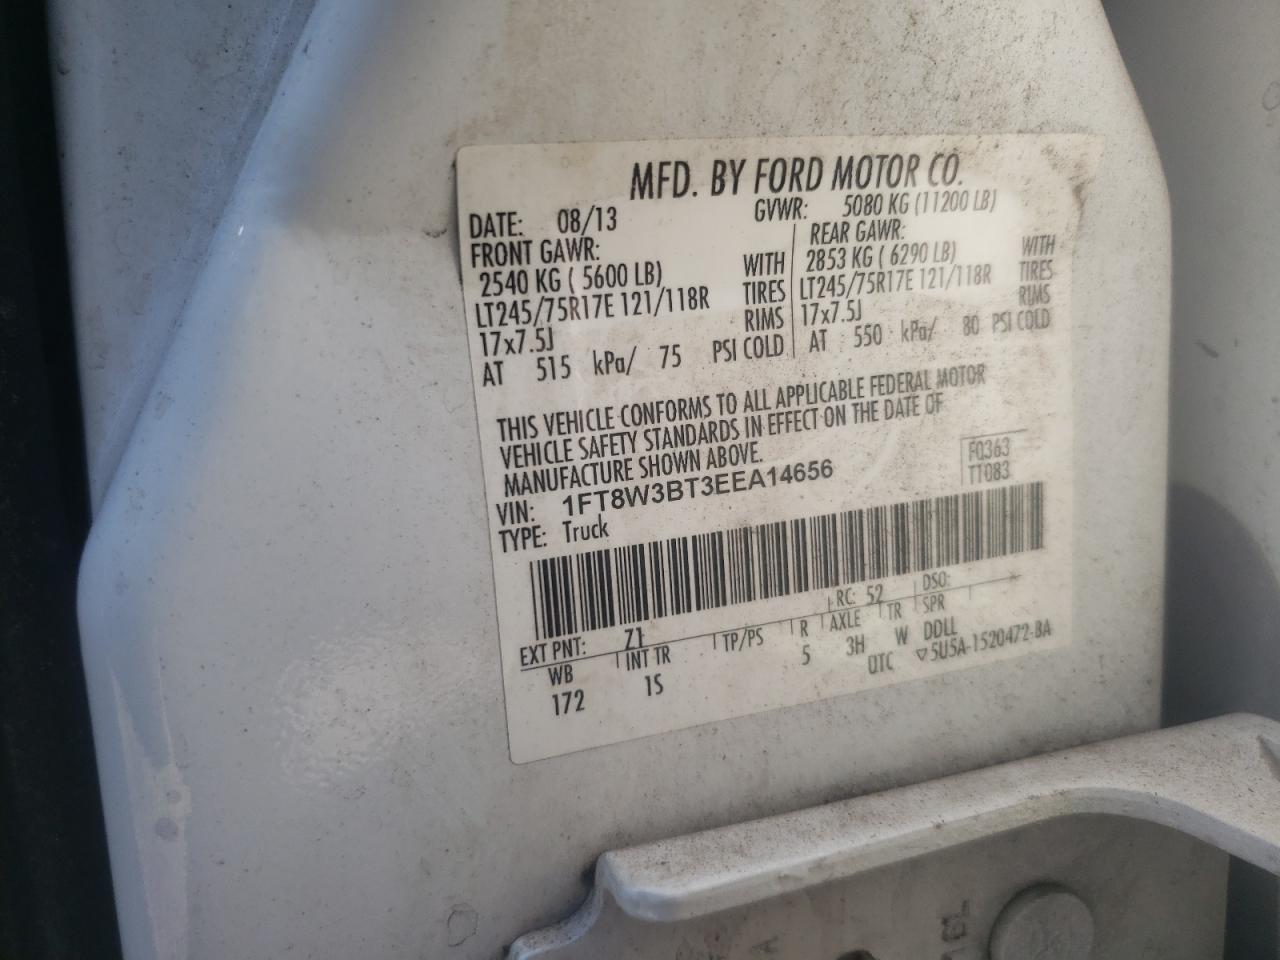 MFD. BY FORD MOTOR CO.
DATE: 08/13 GVWR: 5080 KG (11200 LB)
FRONT GAWR: REAR GAWR:
2540 KG ( 5600 LB) WITH 2853 KG ( 6290 LB) WITH
LT245/75R17E 121/118R TIRES LT245/75R17E 121/118R TIRES
17x7.5J RIMS 17x7.5J RIMS
AT 515 kPa/ 75 PSI COLD AT 550 kPa/ 80 PSI COLD
THIS VEHICLE CONFORMS TO ALL APPLICABLE FEDERAL MOTOR
VEHICLE SAFETY STANDARDS IN EFFECT ON THE DATE OF
MANUFACTURE SHOWN ABOVE.
VIN: 1FT8W3BT3EEA14656
TYPE: Truck
F0363
TT083
EXT PNT: Z1 RC: 52 DSO:
WB INT TR TP/PS R AXLE TR SPR
172 1S 5 3H W DDLL
UTC ▽5U5A-1520472-BA